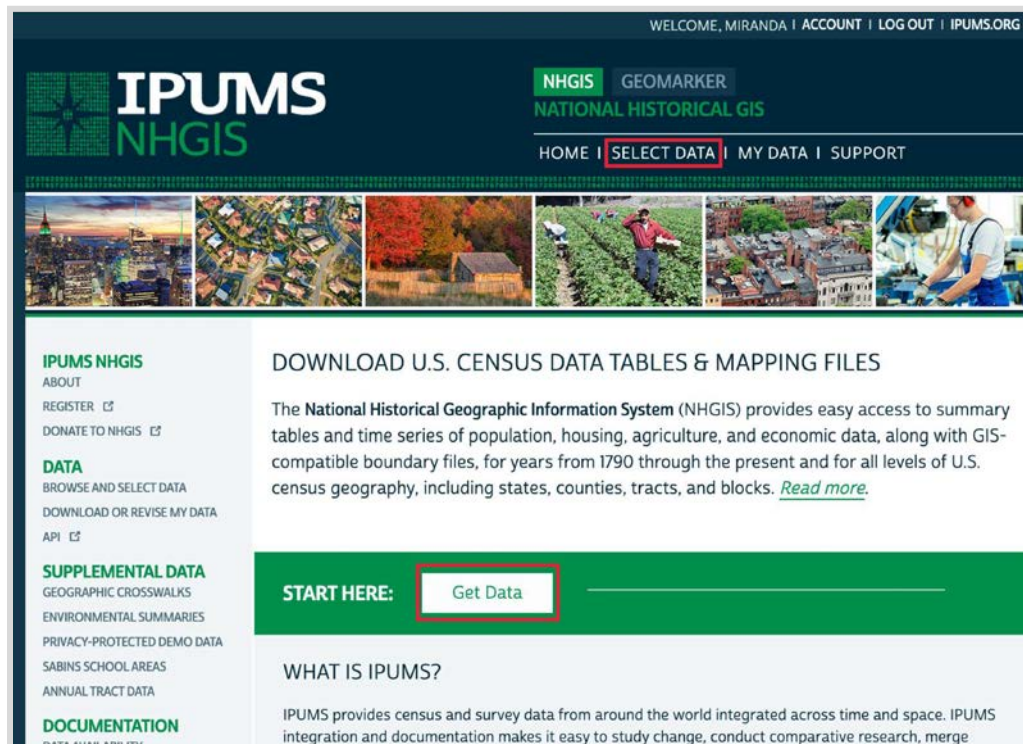 WELCOME, MIRANDA | ACCOUNT | LOG OUT | IPUMS.ORG
IPUMS
NHGIS
NHGIS GEOMARKER
NATIONAL HISTORICAL GIS
HOME | SELECT DATA | MY DATA | SUPPORT
IPUMS NHGIS
ABOUT
REGISTER
DONATE TO NHGIS
DATA
BROWSE AND SELECT DATA
DOWNLOAD OR REVISE MY DATA
API
SUPPLEMENTAL DATA
GEOGRAPHIC CROSSWALKS
ENVIRONMENTAL SUMMARIES
PRIVACY-PROTECTED DEMO DATA
SABINS SCHOOL AREAS
ANNUAL TRACT DATA
DOCUMENTATION
DATA AVAILABILITY
DOWNLOAD U.S. CENSUS DATA TABLES & MAPPING FILES
The National Historical Geographic Information System (NHGIS) provides easy access to summary
tables and time series of population, housing, agriculture, and economic data, along with GIS-
compatible boundary files, for years from 1790 through the present and for all levels of U.S.
census geography, including states, counties, tracts, and blocks. Read more.
START HERE: Get Data
WHAT IS IPUMS?
IPUMS provides census and survey data from around the world integrated across time and space. IPUMS
integration and documentation makes it easy to study change, conduct comparative research, merge